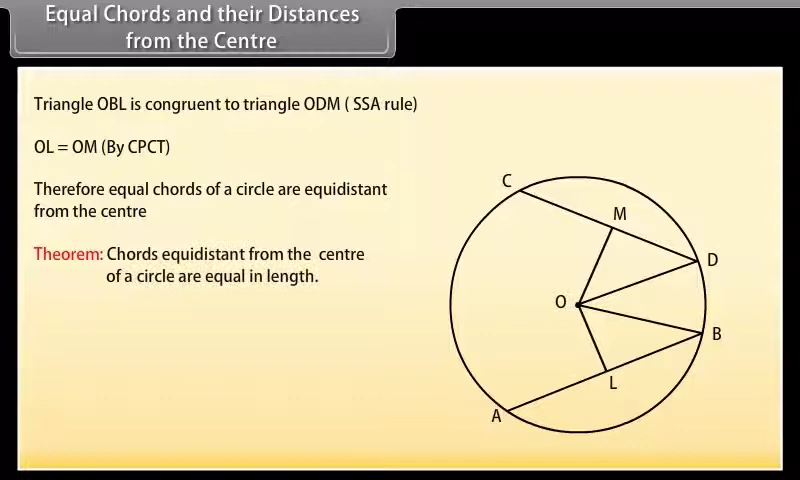 Equal Chords and their Distances
from the Centre
Triangle OBL is congruent to triangle ODM ( SSA rule)
OL = OM (By CPCT)
Therefore equal chords of a circle are equidistant
from the centre
Theorem: Chords equidistant from the centre
of a circle are equal in length.
C
M
D
O
B
L
A